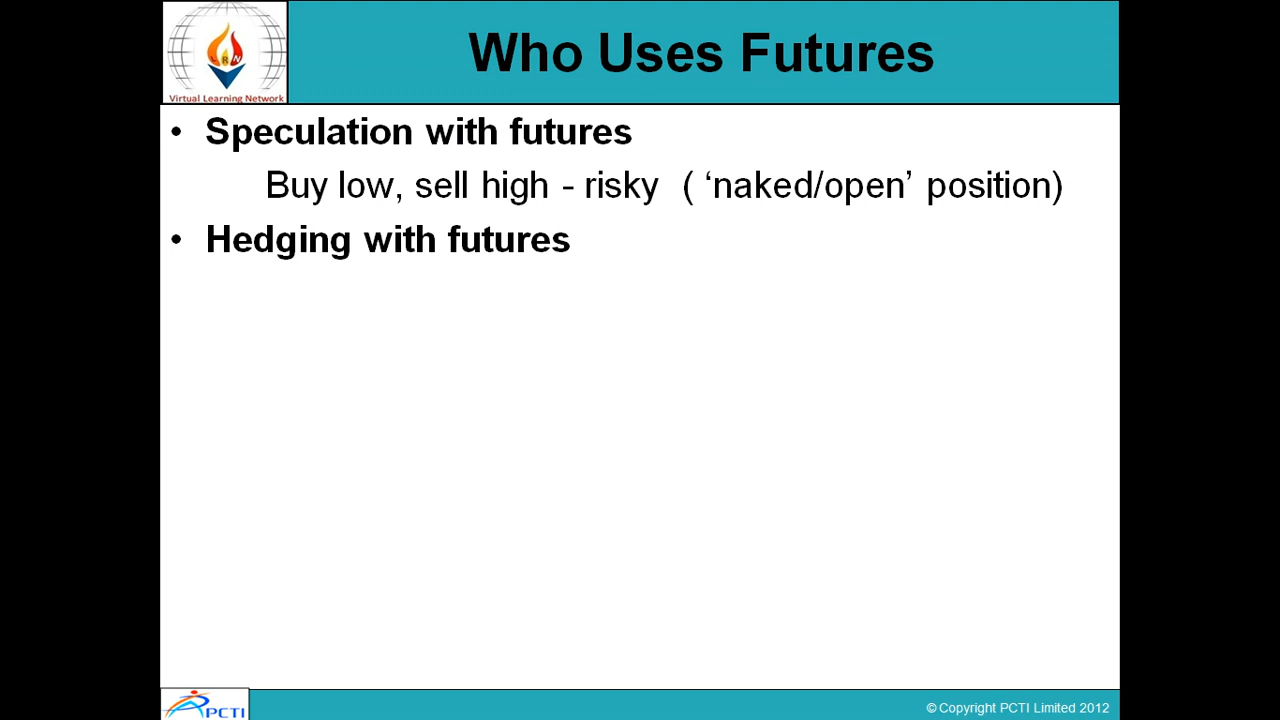 Who Uses Futures
Virtual Learning Network
• Speculation with futures
Buy low, sell high - risky ( ‘naked/open’ position)
• Hedging with futures
PCTI
© Copyright PCTI Limited 2012